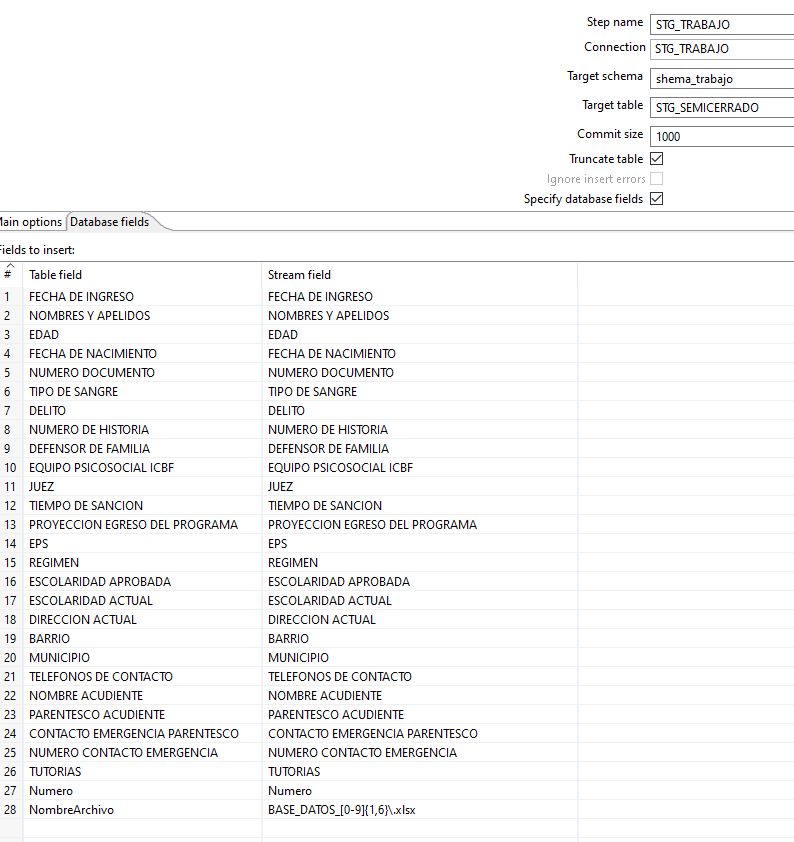 Step name STG_TRABAJO
Connection STG_TRABAJO
Target schema shema_trabajo
Target table STG_SEMICERRADO
Commit size 1000
Truncate table
Ignore insert errors
Specify database fields
Main options Database fields
Fields to insert:
# Table field Stream field
1 FECHA DE INGRESO FECHA DE INGRESO
2 NOMBRES Y APELIDOS NOMBRES Y APELIDOS
3 EDAD EDAD
4 FECHA DE NACIMIENTO FECHA DE NACIMIENTO
5 NUMERO DOCUMENTO NUMERO DOCUMENTO
6 TIPO DE SANGRE TIPO DE SANGRE
7 DELITO DELITO
8 NUMERO DE HISTORIA NUMERO DE HISTORIA
9 DEFENSOR DE FAMILIA DEFENSOR DE FAMILIA
10 EQUIPO PSICOSOCIAL ICBF EQUIPO PSICOSOCIAL ICBF
11 JUEZ JUEZ
12 TIEMPO DE SANCION TIEMPO DE SANCION
13 PROYECCION EGRESO DEL PROGRAMA PROYECCION EGRESO DEL PROGRAMA
14 EPS EPS
15 REGIMEN REGIMEN
16 ESCOLARIDAD APROBADA ESCOLARIDAD APROBADA
17 ESCOLARIDAD ACTUAL ESCOLARIDAD ACTUAL
18 DIRECCION ACTUAL DIRECCION ACTUAL
19 BARRIO BARRIO
20 MUNICIPIO MUNICIPIO
21 TELEFONOS DE CONTACTO TELEFONOS DE CONTACTO
22 NOMBRE ACUDIENTE NOMBRE ACUDIENTE
23 PARENTESCO ACUDIENTE PARENTESCO ACUDIENTE
24 CONTACTO EMERGENCIA PARENTESCO CONTACTO EMERGENCIA PARENTESCO
25 NUMERO CONTACTO EMERGENCIA NUMERO CONTACTO EMERGENCIA
26 TUTORIAS TUTORIAS
27 Numero Numero
28 NombreArchivo BASE_DATOS_[0-9]{1,6}\.xlsx